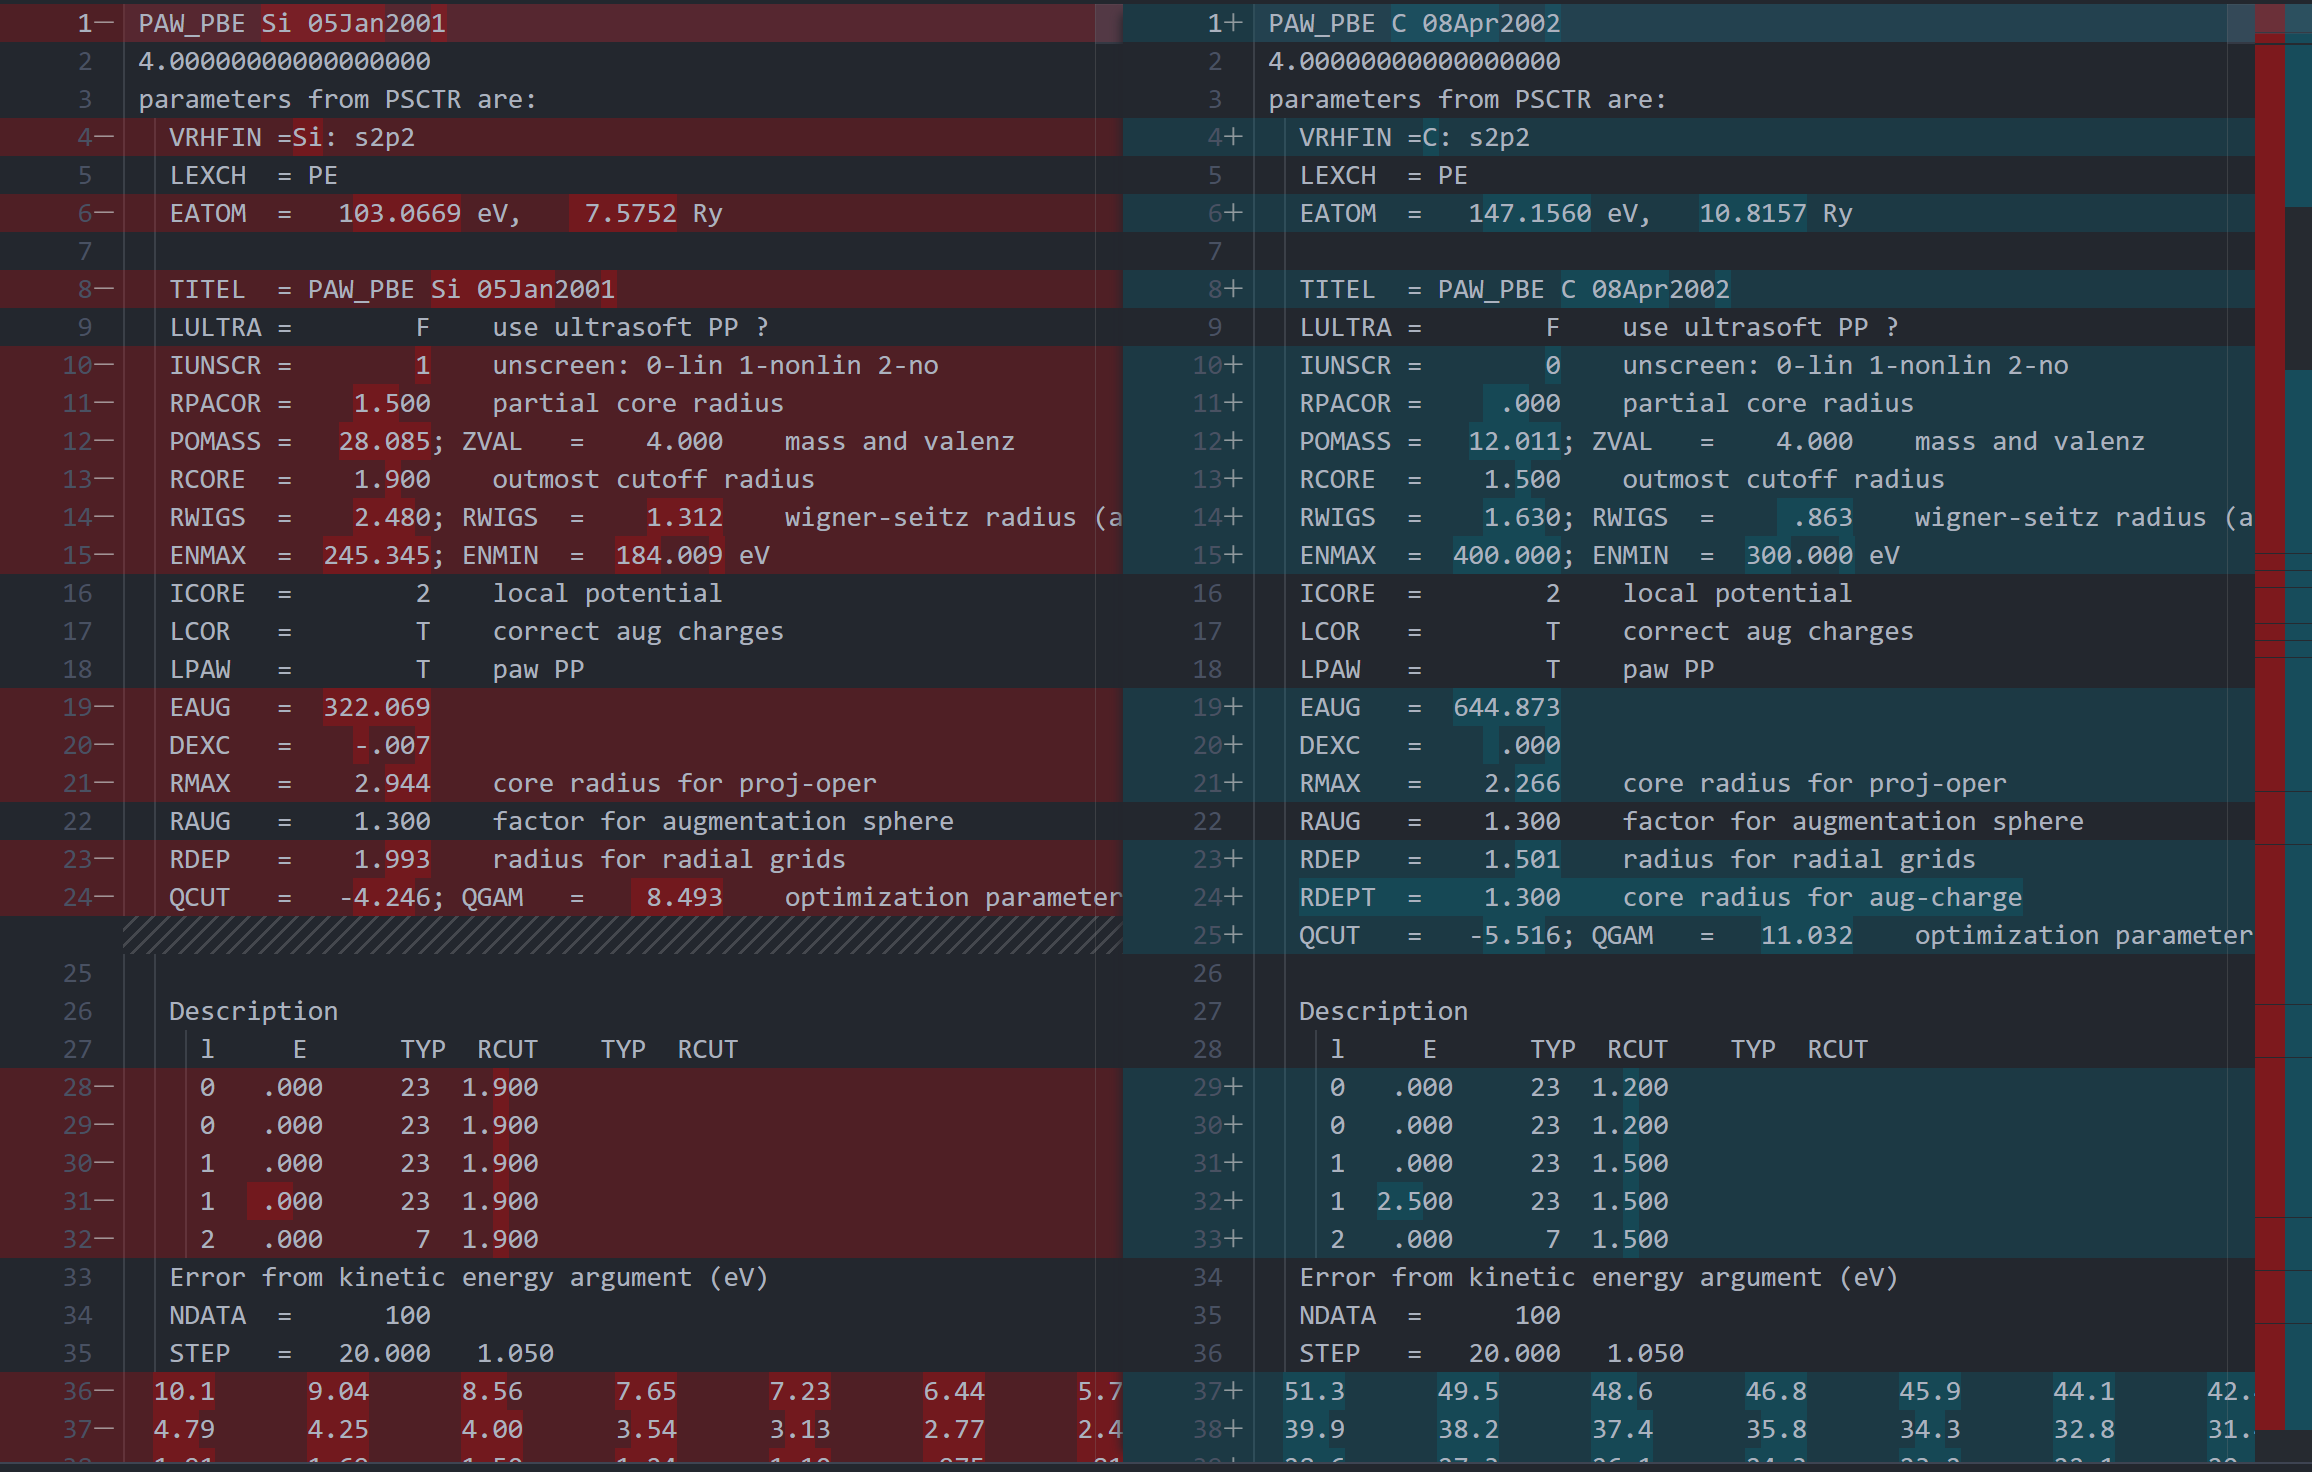 1— PAW_PBE Si 05Jan2001
2 4.00000000000000000
3 parameters from PSCTR are:
4— VRHFIN =Si: s2p2
5 LEXCH = PE
6— EATOM = 103.0669 eV, 7.5752 Ry
7
8— TITEL = PAW_PBE Si 05Jan2001
9 LULTRA = F use ultrasoft PP ?
10— IUNSCR = 1 unscreen: 0-lin 1-nonlin 2-no
11— RPACOR = 1.500 partial core radius
12— POMASS = 28.085; ZVAL = 4.000 mass and valenz
13— RCORE = 1.900 outmost cutoff radius
14— RWIGS = 2.480; RWIGS = 1.312 wigner-seitz radius (a
15— ENMAX = 245.345; ENMIN = 184.009 eV
16 ICORE = 2 local potential
17 LCOR = T correct aug charges
18 LPAW = T paw PP
19— EAUG = 322.069
20— DEXC = -.007
21— RMAX = 2.944 core radius for proj-oper
22 RAUG = 1.300 factor for augmentation sphere
23— RDEP = 1.993 radius for radial grids
24— QCUT = -4.246; QGAM = 8.493 optimization parameter
25
26 Description
27 l E TYP RCUT TYP RCUT
28— 0 .000 23 1.900
29— 0 .000 23 1.900
30— 1 .000 23 1.900
31— 1 .000 23 1.900
32— 2 .000 7 1.900
33 Error from kinetic energy argument (eV)
34 NDATA = 100
35 STEP = 20.000 1.050
36— 10.1 9.04 8.56 7.65 7.23 6.44 5.7
37— 4.79 4.25 4.00 3.54 3.13 2.77 2.4
1+ PAW_PBE C 08Apr2002
2 4.00000000000000000
3 parameters from PSCTR are:
4+ VRHFIN =C: s2p2
5 LEXCH = PE
6+ EATOM = 147.1560 eV, 10.8157 Ry
7
8+ TITEL = PAW_PBE C 08Apr2002
9 LULTRA = F use ultrasoft PP ?
10+ IUNSCR = 0 unscreen: 0-lin 1-nonlin 2-no
11+ RPACOR = .000 partial core radius
12+ POMASS = 12.011; ZVAL = 4.000 mass and valenz
13+ RCORE = 1.500 outmost cutoff radius
14+ RWIGS = 1.630; RWIGS = .863 wigner-seitz radius (a
15+ ENMAX = 400.000; ENMIN = 300.000 eV
16 ICORE = 2 local potential
17 LCOR = T correct aug charges
18 LPAW = T paw PP
19+ EAUG = 644.873
20+ DEXC = .000
21+ RMAX = 2.266 core radius for proj-oper
22 RAUG = 1.300 factor for augmentation sphere
23+ RDEP = 1.501 radius for radial grids
24+ RDEPT = 1.300 core radius for aug-charge
25+ QCUT = -5.516; QGAM = 11.032 optimization parameter
26
27 Description
28 l E TYP RCUT TYP RCUT
29+ 0 .000 23 1.200
30+ 0 .000 23 1.200
31+ 1 .000 23 1.500
32+ 1 2.500 23 1.500
33+ 2 .000 7 1.500
34 Error from kinetic energy argument (eV)
35 NDATA = 100
36 STEP = 20.000 1.050
37+ 51.3 49.5 48.6 46.8 45.9 44.1 42.
38+ 39.9 38.2 37.4 35.8 34.3 32.8 31.